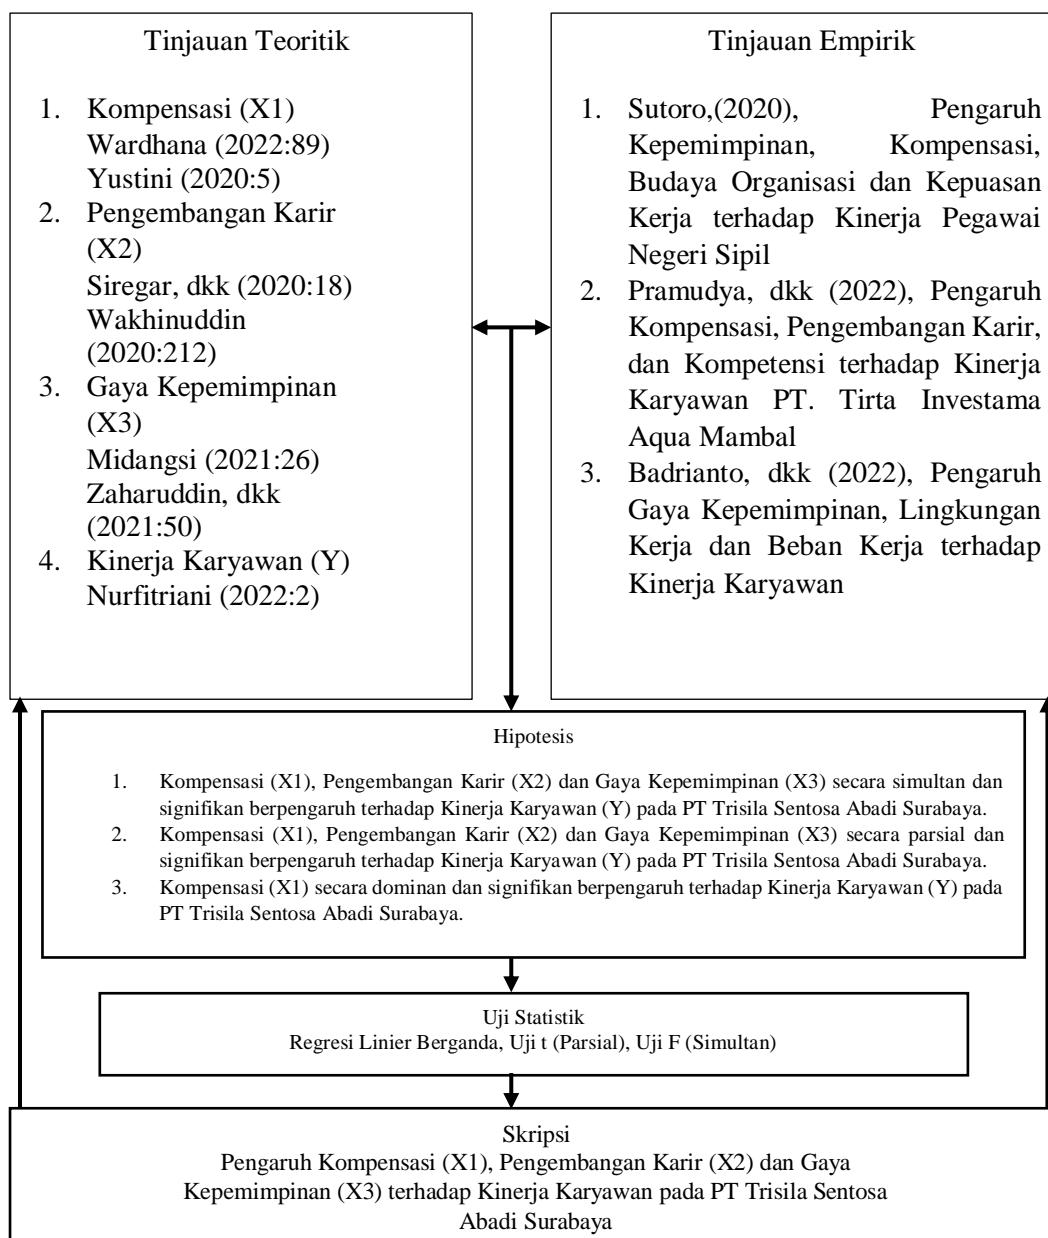 Tinjauan Teoritik
1. Kompensasi (X1)
Wardhana (2022:89)
Yustini (2020:5)
2. Pengembangan Karir
(X2)
Siregar, dkk (2020:18)
Wakhinuddin
(2020:212)
3. Gaya Kepemimpinan
(X3)
Midangsi (2021:26)
Zaharuddin, dkk
(2021:50)
4. Kinerja Karyawan (Y)
Nurfitriani (2022:2)
Tinjauan Empirik
1. Sutoro,(2020), Pengaruh
Kepemimpinan, Kompensasi,
Budaya Organisasi dan Kepuasan
Kerja terhadap Kinerja Pegawai
Negeri Sipil
2. Pramudya, dkk (2022), Pengaruh
Kompensasi, Pengembangan Karir,
dan Kompetensi terhadap Kinerja
Karyawan PT. Tirta Investama
Aqua Mambal
3. Badrianto, dkk (2022), Pengaruh
Gaya Kepemimpinan, Lingkungan
Kerja dan Beban Kerja terhadap
Kinerja Karyawan
Hipotesis
1. Kompensasi (X1), Pengembangan Karir (X2) dan Gaya Kepemimpinan (X3) secara simultan dan
signifikan berpengaruh terhadap Kinerja Karyawan (Y) pada PT Trisila Sentosa Abadi Surabaya.
2. Kompensasi (X1), Pengembangan Karir (X2) dan Gaya Kepemimpinan (X3) secara parsial dan
signifikan berpengaruh terhadap Kinerja Karyawan (Y) pada PT Trisila Sentosa Abadi Surabaya.
3. Kompensasi (X1) secara dominan dan signifikan berpengaruh terhadap Kinerja Karyawan (Y) pada
PT Trisila Sentosa Abadi Surabaya.
Uji Statistik
Regresi Linier Berganda, Uji t (Parsial), Uji F (Simultan)
Skripsi
Pengaruh Kompensasi (X1), Pengembangan Karir (X2) dan Gaya
Kepemimpinan (X3) terhadap Kinerja Karyawan pada PT Trisila Sentosa
Abadi Surabaya